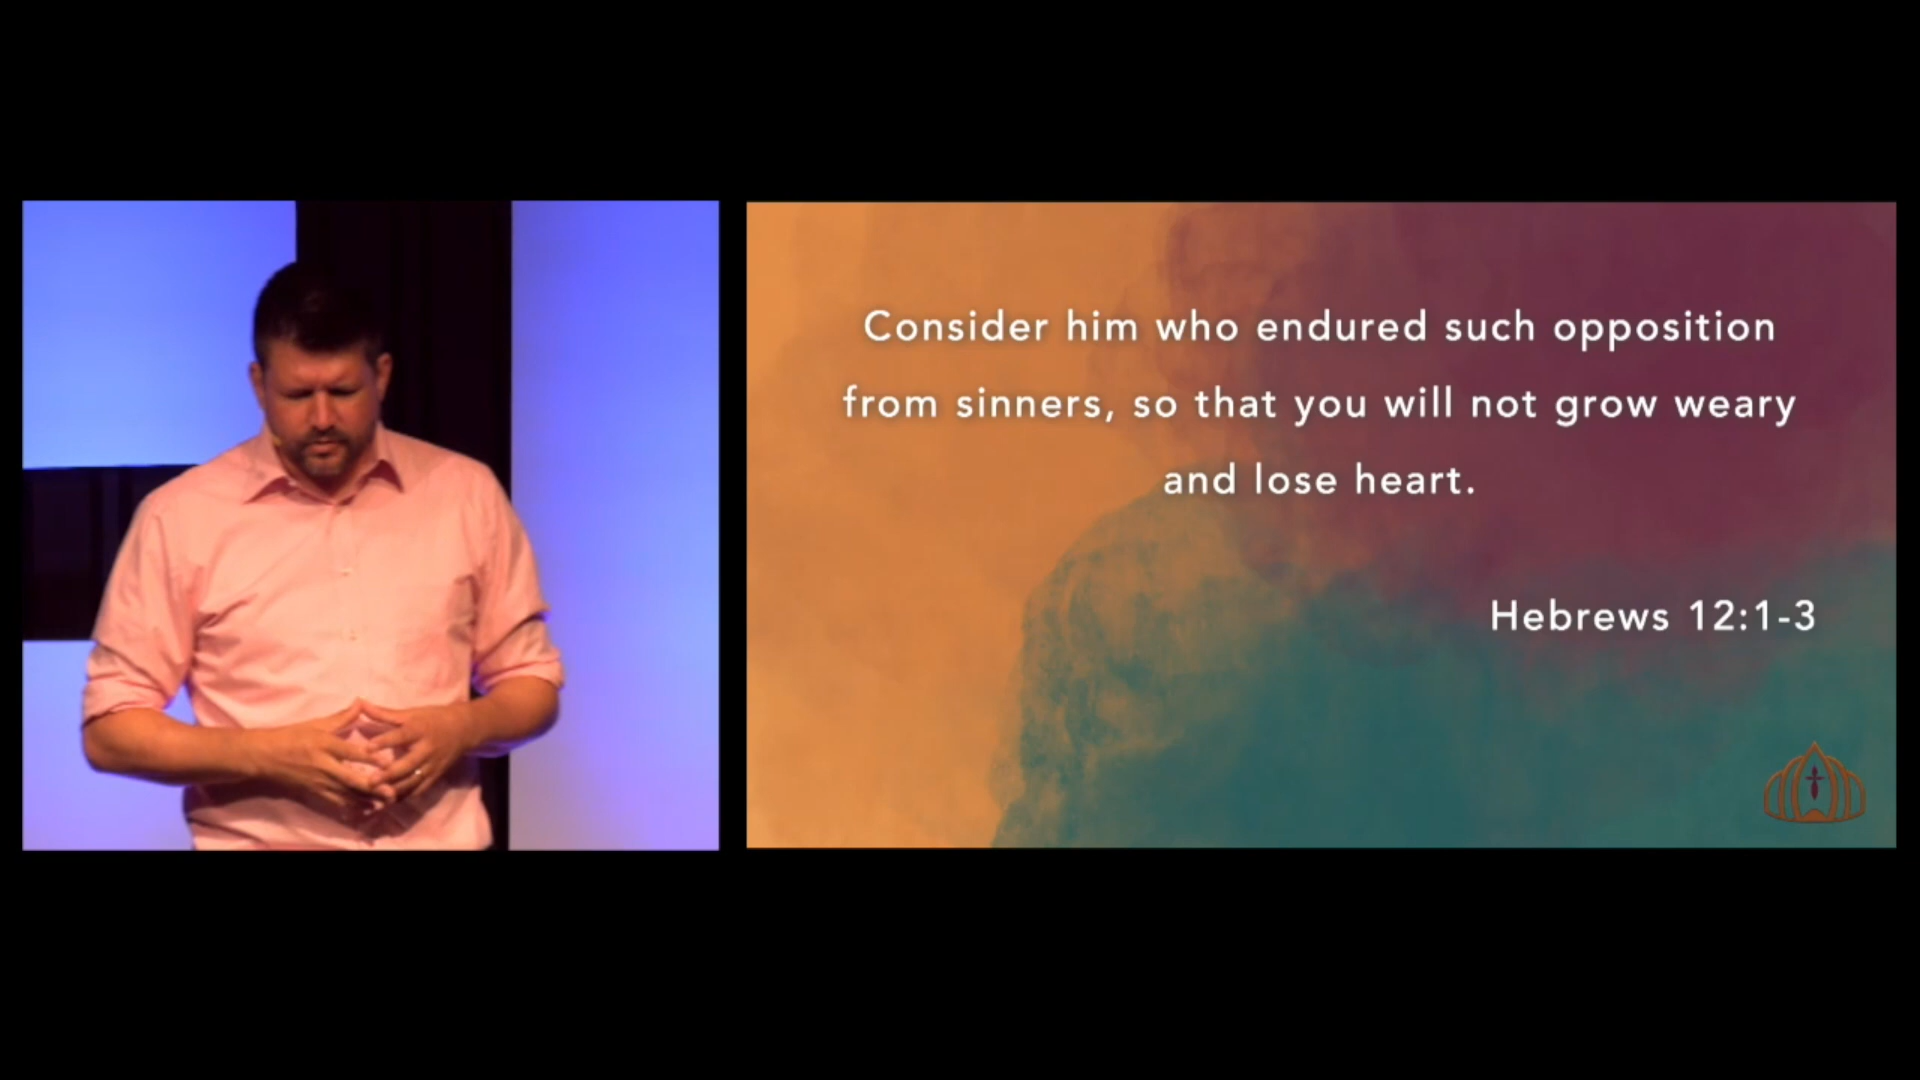 Consider him who endured such opposition
from sinners, so that you will not grow weary
and lose heart.
Hebrews 12:1-3